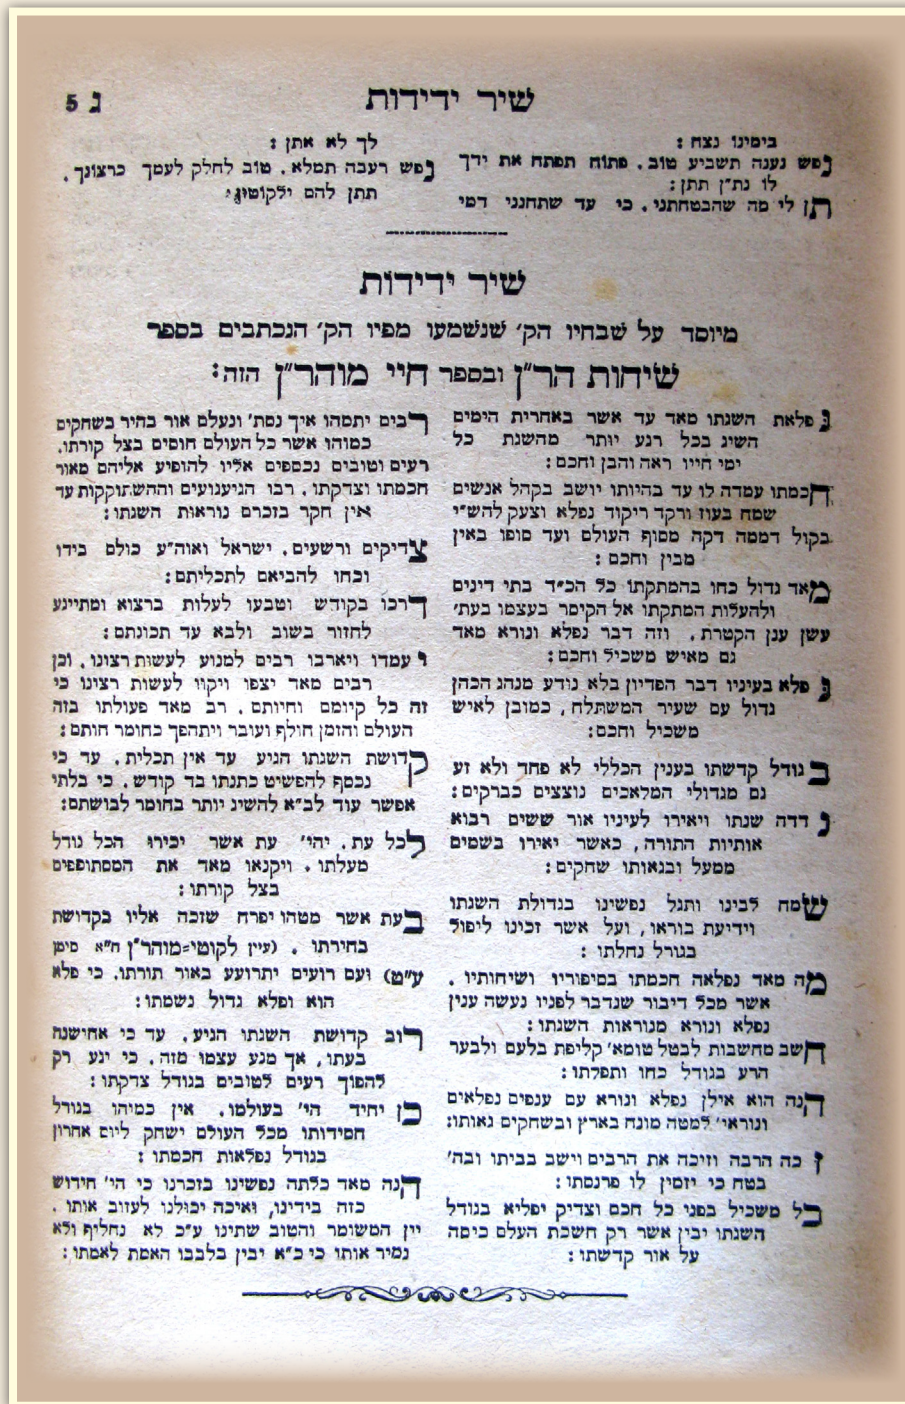 שיר ידידות
ג 5
בימינו נצח :
נפש נענה תשביע טוב. פתוח תפתח את ידך
לו נת"ן תתן:
תן לי מה שהבטחתני. כי עד שתחנני דמי
לך לא אתן :
נפש רעבה תמלא. טוב לחלק לעמך כרצונך.
תתן להם ילקוטין:
שיר ידידות
מיוסד על שבחיו הק' שנשמעו מפיו הק' הנכתבים בספר
שיחות הר"ן ובספר חיי מוהר"ן הזה:
נפלאת השגתו מאד עד אשר באחרית הימים
השיג בכל רגע יותר מהשגת כל
ימי חייו ראה והבן וחכם:
חכמתו עמדה לו עד בהיותו יושב בקהל אנשים
שמח בעוז ורקד ריקוד נפלא וצעק להש"י
בקול דממה דקה מסוף העולם ועד סופו באין
מבין וחכם :
מאד גדול כחו בהמתקתו כל הכ"ד בתי דינים
ולהעלות המתקתו אל הקיסר בעצמו בעת'
עשן ענן הקטרת. וזה דבר נפלא ונורא מאד
גם מאיש משכיל וחכם:
נפלא בעיניו דבר הפדיון בלא נודע מנהג הכהן
גדול עם שעיר המשתלח, כמובן לאיש
משכיל וחכם:
בגודל קדשתו בענין הכללי לא פחד ולא זע
גם מגדולי המלאכים נוצצים כברקים:
נדדה שנתו ויאירו לעיניו אור ששים רבוא
אותיות התורה, כאשר יאירו בשמים
ממעל ובגאותו שחקים:
שמח לבינו ותגל נפשינו בגדולת השגתו
וידיעת בוראו, ועל אשר זכינו ליפול
בגורל נחלתו :
מה מאד נפלאה חכמתו בסיפוריו ושיחותיו.
אשר מכל דיבור שנדבר לפניו נעשה ענין
נפלא ונורא מנוראות השגתו:
חשב מחשבות לבטל טומא' קליפת בלעם ולבער
הרע בגודל כחו ותפלתו:
הנה הוא אילן נפלא ונורא עם ענפים נפלאים
ונוראי' למטה מונח בארץ ובשחקים גאותו:
זכה הרבה וזיכה את הרבים וישב בביתו ובה'
בטח כי יזמין לו פרנסתו:
כל משכיל בפני כל חכם וצדיק יפליא בגודל
השגתו יבין אשר רק חשכת העלם כיסה
על אור קדשתו:
רבים יתמהו איך נסת' ונעלם אור בהיר בשחקים
כמוהו אשר כל העולם חוסים בצל קורתו.
רעים וטובים נכספים אליו להופיע אליהם מאור
חכמתו וצדקתו. רבו הגיענועים וההשתוקקות עד
אין חקר בזכרם נוראות השגתו:
צדיקים ורשעים. ישראל ואוה"ע כולם בידו
וכחו להביאם לתכליתם:
דרכו בקודש וטבעו לעלות ברצוא ומתייגע
לחזור בשוב ולבא עד תכונתם:
ועמדו ויארבו רבים למנוע לעשות רצונו. וכן
רבים מאד יצפו ויקוו לעשות רצינו כי
זה כל קיומם וחיותם. רב מאד פעולתו בזה
העולם והזמן חולף ועובר ויתהפך כחומר חותם:
קדושת השגתו הגיע עד אין תכלית. עד כי
נכסף להפשיט כתנתו בד קודש. כי בלתי
אפשר עוד לב"א להשיג יותר בחומר לבושתם:
לכל עת. יהי' עת אשר יכירו הכל גודל
מעלתו. ויקנאו מאד את המסתופפים
בצל קורתו :
בעת אשר מטהו יפרח שזכה אליו בקדושת
בחירתו. (עיין לקוטי=מוהר"ן ח"א סימן
ע"ט) ועם רועים יתרועע באור תורתו. כי פלא
הוא ופלא גדול נשמתו:
רוב קדושת השגתו הגיע. עד כי אחישנה
בעתו, אך מנע עצמו מזה. כי יגע רק
להפוך רעים לטובים בגודל צדקתו:
כן יחיד הי' בעולמו. אין כמוהו בגודל
חסידותו מכל העולם ישחק ליום אחרון
בגודל נפלאות חכמתו :
הנה מאד כלתה נפשינו בזכרנו כי הי' חידוש
כזה בידינו, ואיכה יכולנו לעזוב אותו.
יין המשומר והטוב שתינו ע"כ לא נחליף ולא
נמיר אותו כי כ"א יבין בלבבו האמת לאמתו: